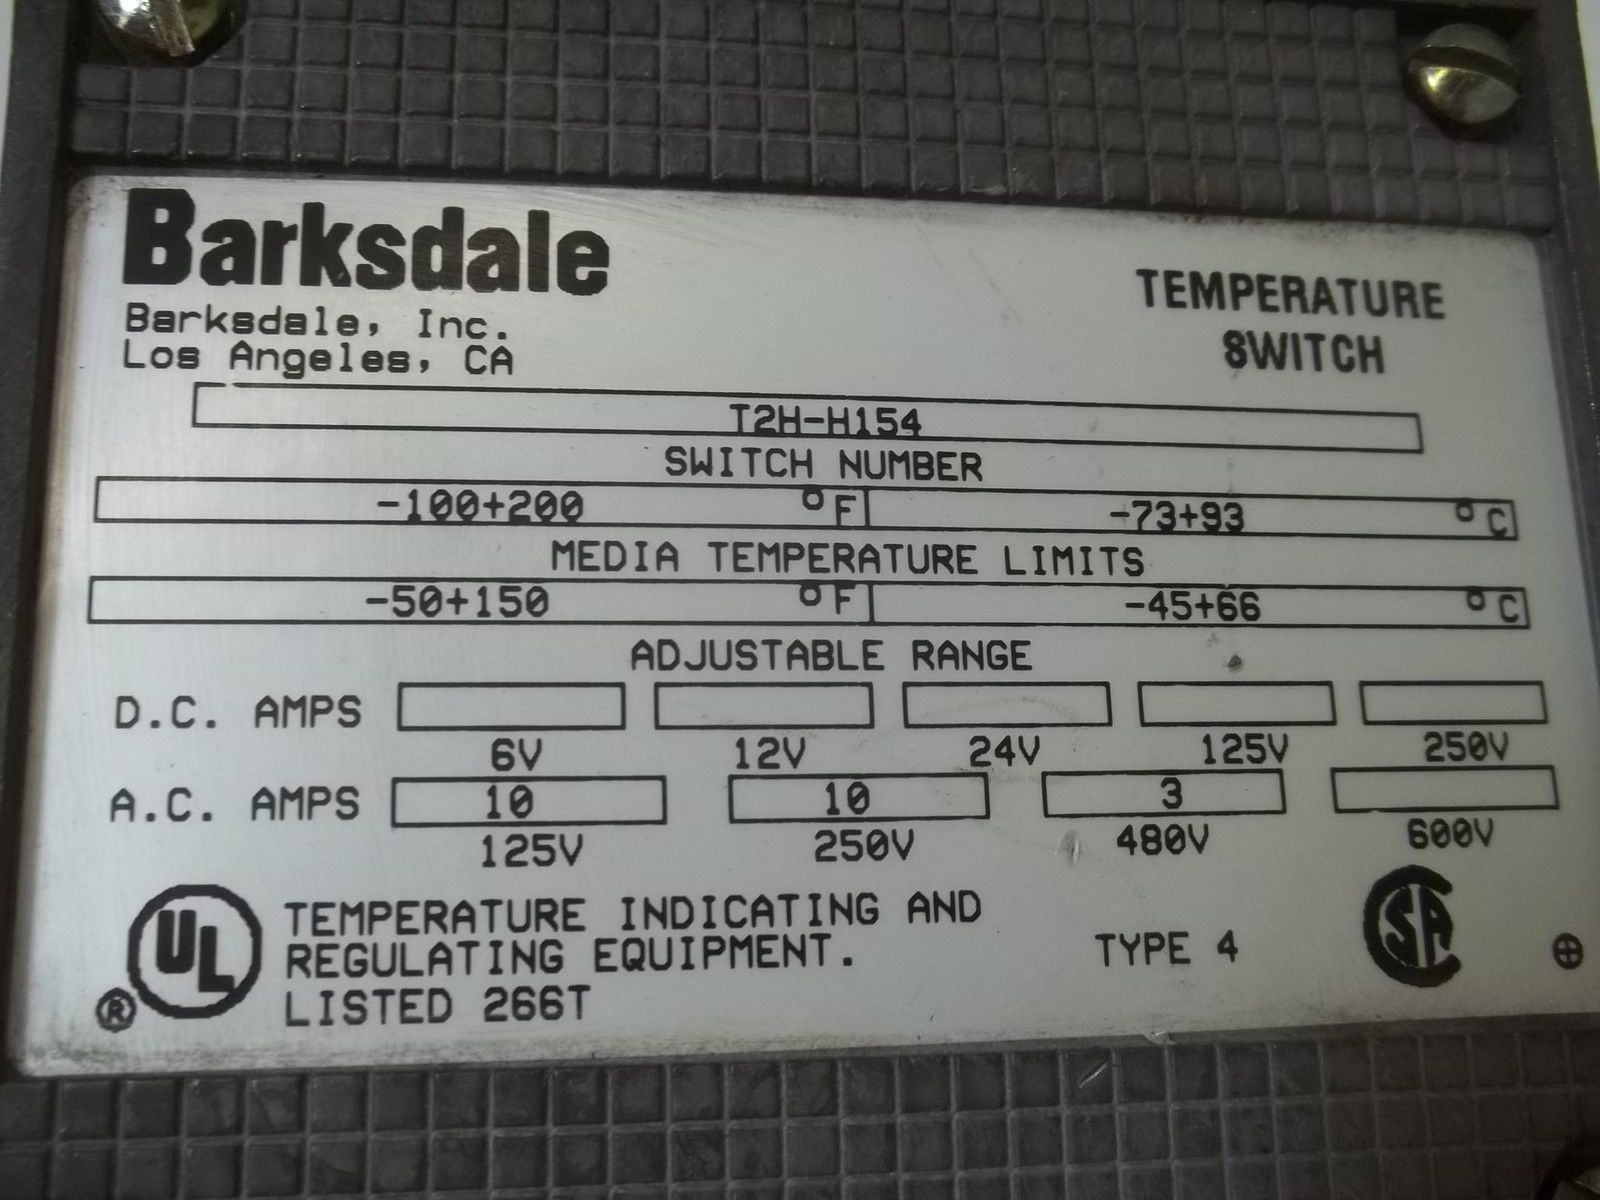 Barksdale
Barksdale, Inc.
Los Angeles, CA
TEMPERATURE
SWITCH
T2H-H154
SWITCH NUMBER
-100+200 °F -73+93 °C
MEDIA TEMPERATURE LIMITS
-50+150 °F -45+66 °C
ADJUSTABLE RANGE
D.C. AMPS
6V 12V 24V 125V 250V
A.C. AMPS 10 10 3
125V 250V 480V 600V
UL ®
TEMPERATURE INDICATING AND
REGULATING EQUIPMENT.
LISTED 266T
TYPE 4
CSA